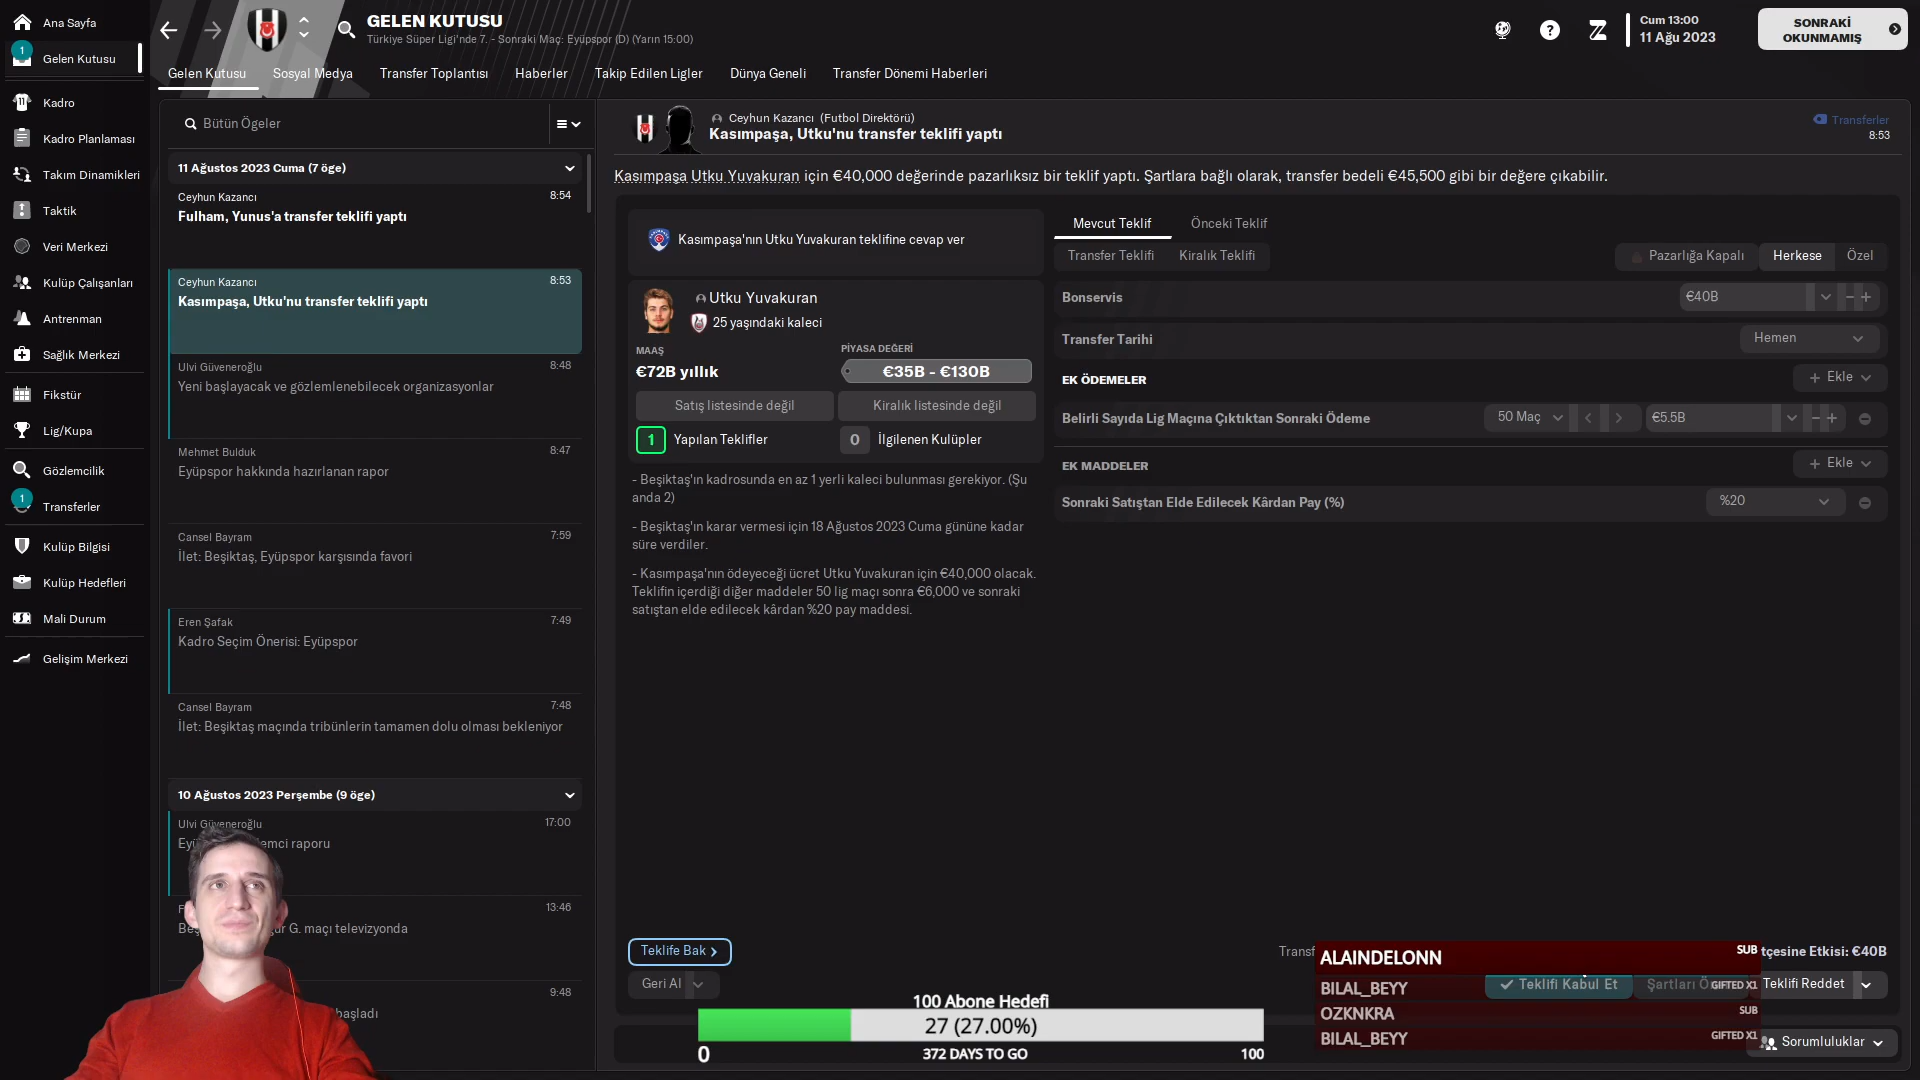 Ana Sayfa
1
Gelen Kutusu
Kadro
Kadro Planlaması
Takım Dinamikleri
Taktik
Veri Merkezi
Kulüp Çalışanları
Antrenman
Sağlık Merkezi
Fikstür
Lig/Kupa
Gözlemcilik
1
Transferler
Kulüp Bilgisi
Kulüp Hedefleri
Mali Durum
Gelişim Merkezi
GELEN KUTUSU
Türkiye Süper Ligi'nde 7. - Sonraki Maç: Eyüpspor (D) (Yarın 15:00)
Cum 13:00
11 Ağu 2023
SONRAKİ
OKUNMAMIŞ
Gelen Kutusu
Sosyal Medya
Transfer Toplantısı
Haberler
Takip Edilen Ligler
Dünya Geneli
Transfer Dönemi Haberleri
Bütün Ögeler
11 Ağustos 2023 Cuma (7 öge)
Ceyhun Kazancı 8:54
Fulham, Yunus'a transfer teklifi yaptı
Ceyhun Kazancı 8:53
Kasımpaşa, Utku'nu transfer teklifi yaptı
Ulvi Güveneroğlu 8:48
Yeni başlayacak ve gözlemlenebilecek organizasyonlar
Mehmet Bulduk 8:47
Eyüpspor hakkında hazırlanan rapor
Cansel Bayram 7:59
İlet: Beşiktaş, Eyüpspor karşısında favori
Eren Şafak 7:49
Kadro Seçim Önerisi: Eyüpspor
Cansel Bayram 7:48
İlet: Beşiktaş maçında tribünlerin tamamen dolu olması bekleniyor
10 Ağustos 2023 Perşembe (9 öge)
Ulvi Güveneroğlu 17:00
raporu
13:46
G. maçı televizyonda
9:48
başladı
Ceyhun Kazancı (Futbol Direktörü)
Kasımpaşa, Utku'nu transfer teklifi yaptı
Transferler
8:53
Kasımpaşa Utku Yuvakuran için €40,000 değerinde pazarlıksız bir teklif yaptı. Şartlara bağlı olarak, transfer bedeli €45,500 gibi bir değere çıkabilir.
Kasımpaşa'nın Utku Yuvakuran teklifine cevap ver
Utku Yuvakuran
25 yaşındaki kaleci
MAAŞ
€72B yıllık
PİYASA DEĞERİ
€35B - €130B
Satış listesinde değil
Kiralık listesinde değil
1 Yapılan Teklifler
0 İlgilenen Kulüpler
- Beşiktaş'ın kadrosunda en az 1 yerli kaleci bulunması gerekiyor. (Şu
anda 2)
- Beşiktaş'ın karar vermesi için 18 Ağustos 2023 Cuma gününe kadar
süre verdiler.
- Kasımpaşa'nın ödeyeceği ücret Utku Yuvakuran için €40,000 olacak.
Teklifin içerdiği diğer maddeler 50 lig maçı sonra €6,000 ve sonraki
satıştan elde edilecek kârdan %20 pay maddesi.
Mevcut Teklif
Önceki Teklif
Transfer Teklifi
Kiralık Teklifi
Pazarlığa Kapalı
Herkese
Özel
Bonservis €40B
Transfer Tarihi Hemen
EK ÖDEMELER + Ekle
Belirli Sayıda Lig Maçına Çıktıktan Sonraki Ödeme 50 Maç €5.5B
EK MADDELER + Ekle
Sonraki Satıştan Elde Edilecek Kârdan Pay (%) %20
Teklife Bak
Geri Al
Transf
tçesine Etkisi: €40B
Teklifi Kabul Et
Şartları
Teklifi Reddet
Sorumluluklar
ALAINDELONN SUB
BILAL_BEYY GIFTED X1
OZKNKRA SUB
BILAL_BEYY GIFTED X1
100 Abone Hedefi
27 (27.00%)
0 372 DAYS TO GO 100